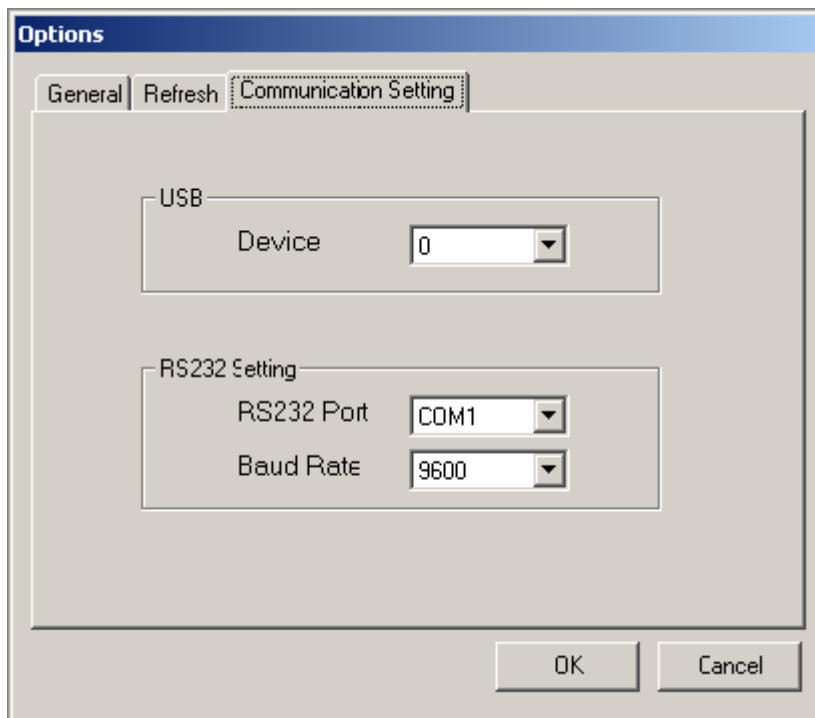 Options
General Refresh Communication Setting
USB
Device 0
RS232 Setting
RS232 Port COM1
Baud Rate 9600
OK Cancel